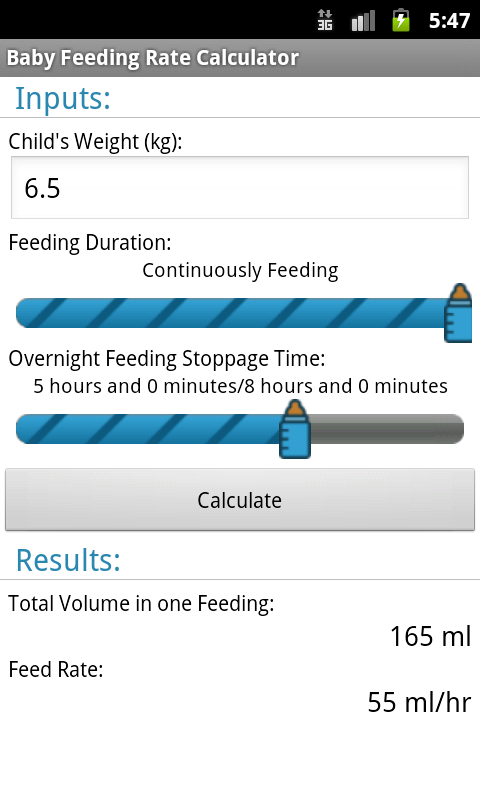 3G 5:47
Baby Feeding Rate Calculator
Inputs:
Child's Weight (kg):
6.5
Feeding Duration:
Continuously Feeding
Overnight Feeding Stoppage Time:
5 hours and 0 minutes/8 hours and 0 minutes
Calculate
Results:
Total Volume in one Feeding:
165 ml
Feed Rate:
55 ml/hr